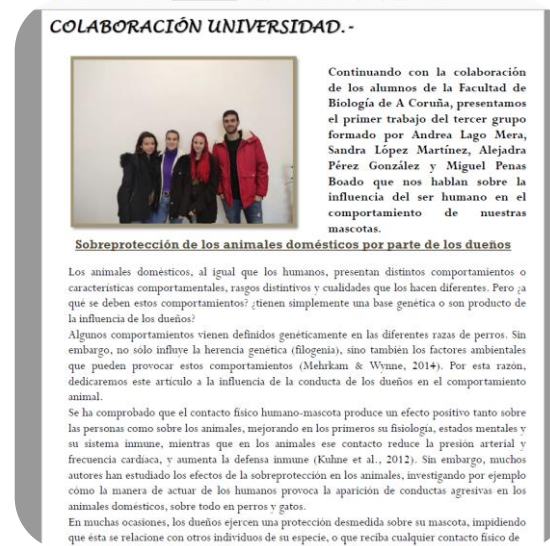 COLABORACIÓN UNIVERSIDAD.-
Continuando con la colaboración
de los alumnos de la Facultad de
Biología de A Coruña, presentamos
el primer trabajo del tercer grupo
formado por Andrea Lago Mera,
Sandra López Martínez, Alejadra
Pérez González y Miguel Penas
Boado que nos hablan sobre la
influencia del ser humano en el
comportamiento de nuestras
mascotas.
Sobreprotección de los animales domésticos por parte de los dueños
Los animales domésticos, al igual que los humanos, presentan distintos comportamientos o
características comportamentales, rasgos distintivos y cualidades que los hacen diferentes. Pero ¿a
qué se deben estos comportamientos? ¿tienen simplemente una base genética o son producto de
la influencia de los dueños?
Algunos comportamientos vienen definidos genéticamente en las diferentes razas de perros. Sin
embargo, no sólo influye la herencia genética (filogenia), sino también los factores ambientales
que pueden provocar estos comportamientos (Mehrkam & Wynne, 2014). Por esta razón,
dedicaremos este artículo a la influencia de la conducta de los dueños en el comportamiento
animal.
Se ha comprobado que el contacto físico humano-mascota produce un efecto positivo tanto sobre
las personas como sobre los animales, mejorando en los primeros su fisiología, estados mentales y
su sistema inmune, mientras que en los animales ese contacto reduce la presión arterial y
frecuencia cardíaca, y aumenta la defensa inmune (Kuhne et al., 2012). Sin embargo, muchos
autores han estudiado los efectos de la sobreprotección en los animales, investigando por ejemplo
cómo la manera de actuar de los humanos provoca la aparición de conductas agresivas en los
animales domésticos, sobre todo en perros y gatos.
En muchas ocasiones, los dueños ejercen una protección desmedida sobre su mascota, impidiendo
que ésta se relacione con otros individuos de su especie, o que reciba cualquier contacto físico de